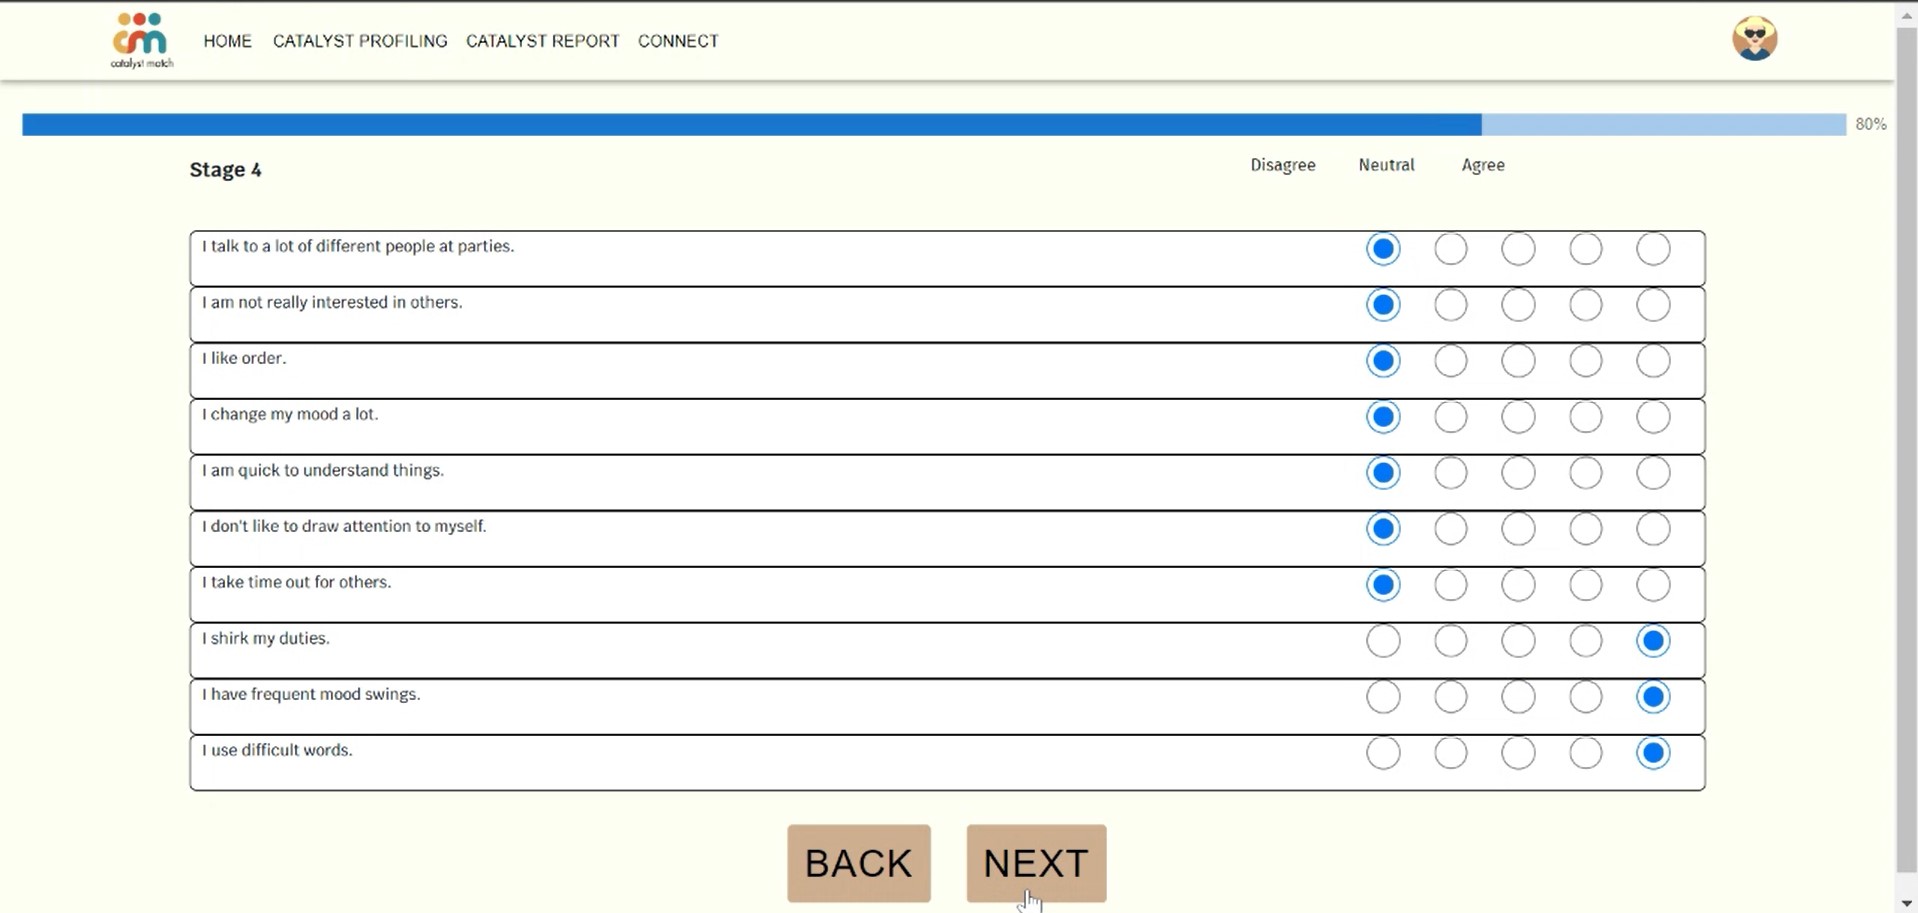 catalyst match
HOME CATALYST PROFILING CATALYST REPORT CONNECT
80%
Stage 4
Disagree Neutral Agree
I talk to a lot of different people at parties.
I am not really interested in others.
I like order.
I change my mood a lot.
I am quick to understand things.
I don't like to draw attention to myself.
I take time out for others.
I shirk my duties.
I have frequent mood swings.
I use difficult words.
BACK NEXT